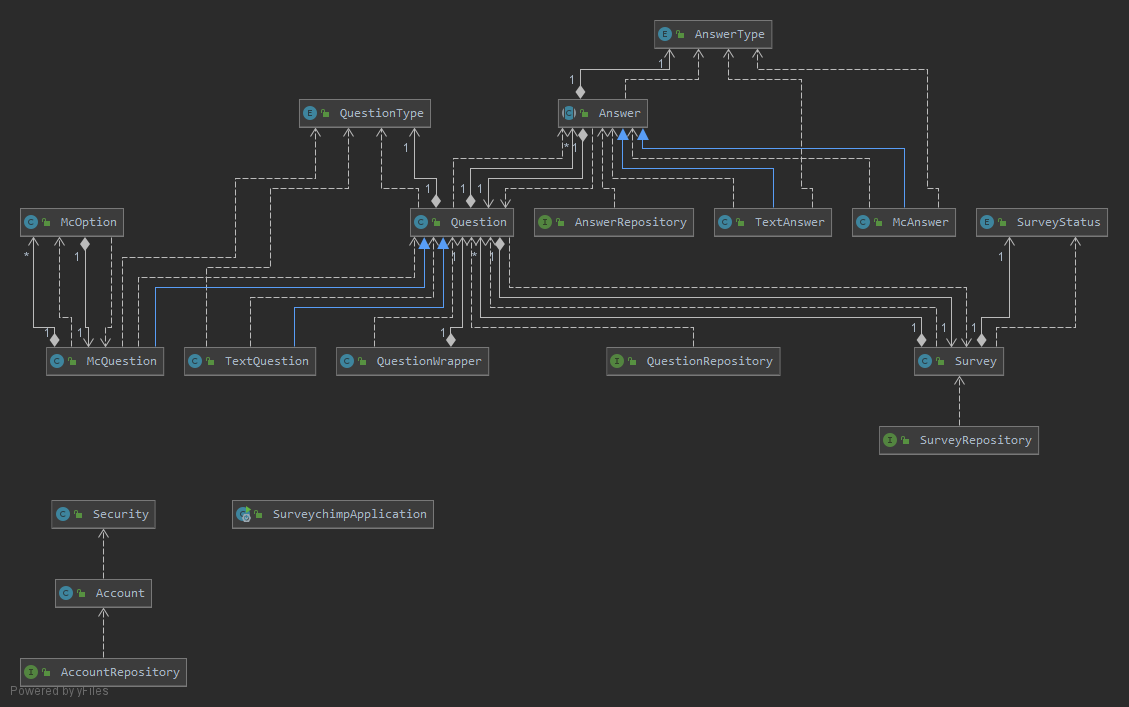 AnswerType
1
1
QuestionType
Answer
1
* 1
1
1 1
McOption
Question
AnswerRepository
TextAnswer
McAnswer
SurveyStatus
*
1
1 * 1
1
1
1
1
1
1
1
McQuestion
TextQuestion
QuestionWrapper
QuestionRepository
Survey
SurveyRepository
Security
SurveychimpApplication
Account
AccountRepository
Powered by yFiles